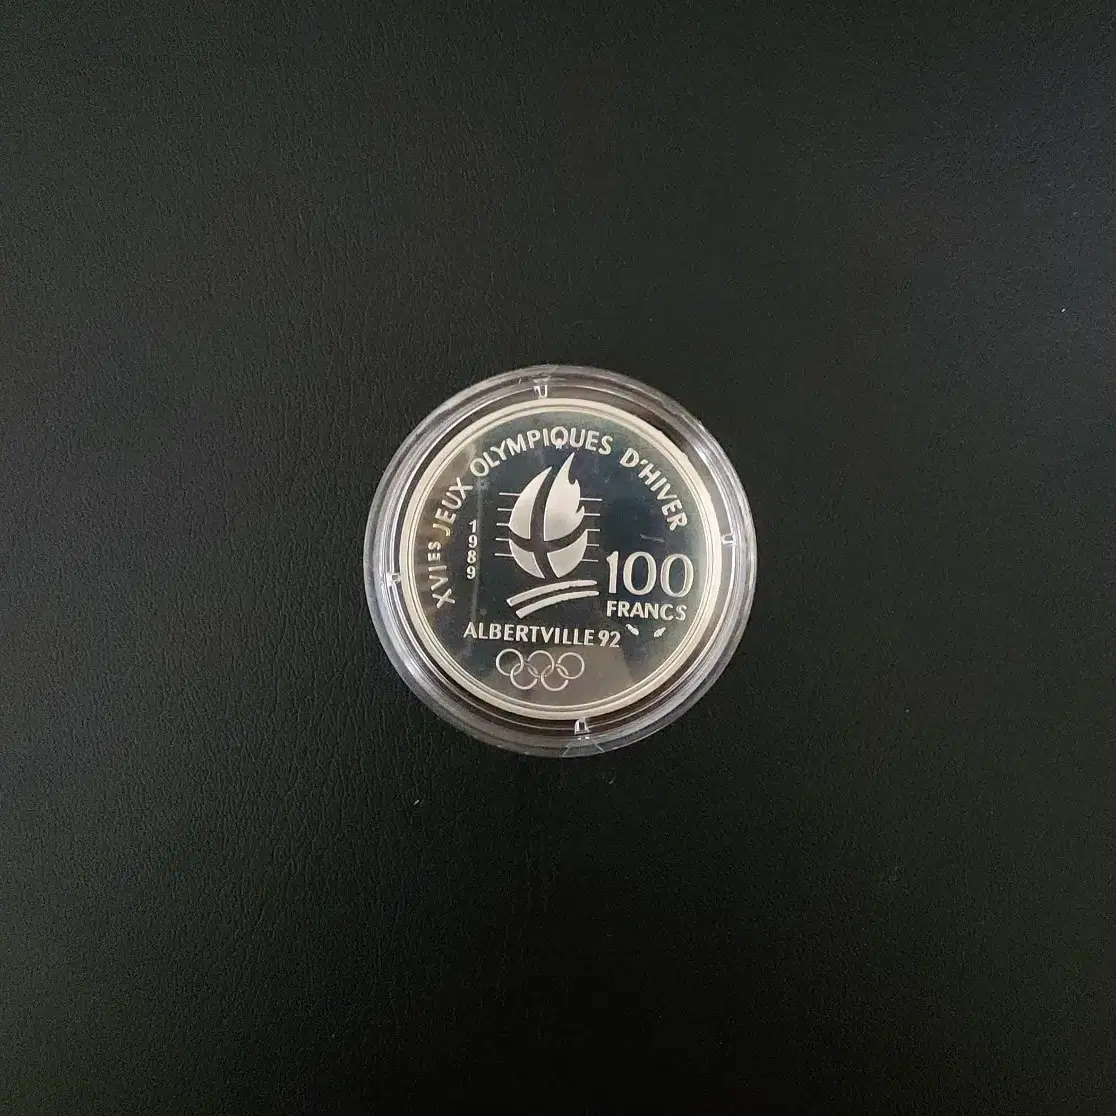 XVIES JEUX OLYMPIQUES D'HIVER
1989
100
FRANCS
ALBERTVILLE 92